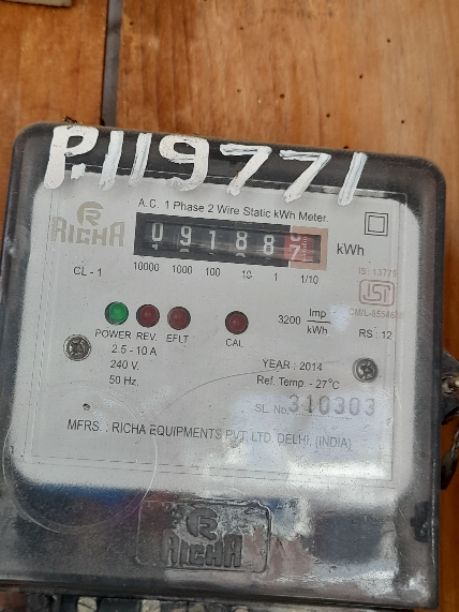 P.119771
A.C. 1 Phase 2 Wire Static kWh Meter.
RICHA
09188 7 kWh
CL - 1
10000 1000 100 10 1 1/10
IS: 13779
ISI
3200 Imp/kWh
RS: 12
POWER REV. EFLT CAL
2.5 - 10 A
240 V.
50 Hz.
YEAR : 2014
Ref. Temp. - 27°C
SL. No. 310303
MFRS. : RICHA EQUIPMENTS PVT. LTD. DELHI, (INDIA)
RICHA